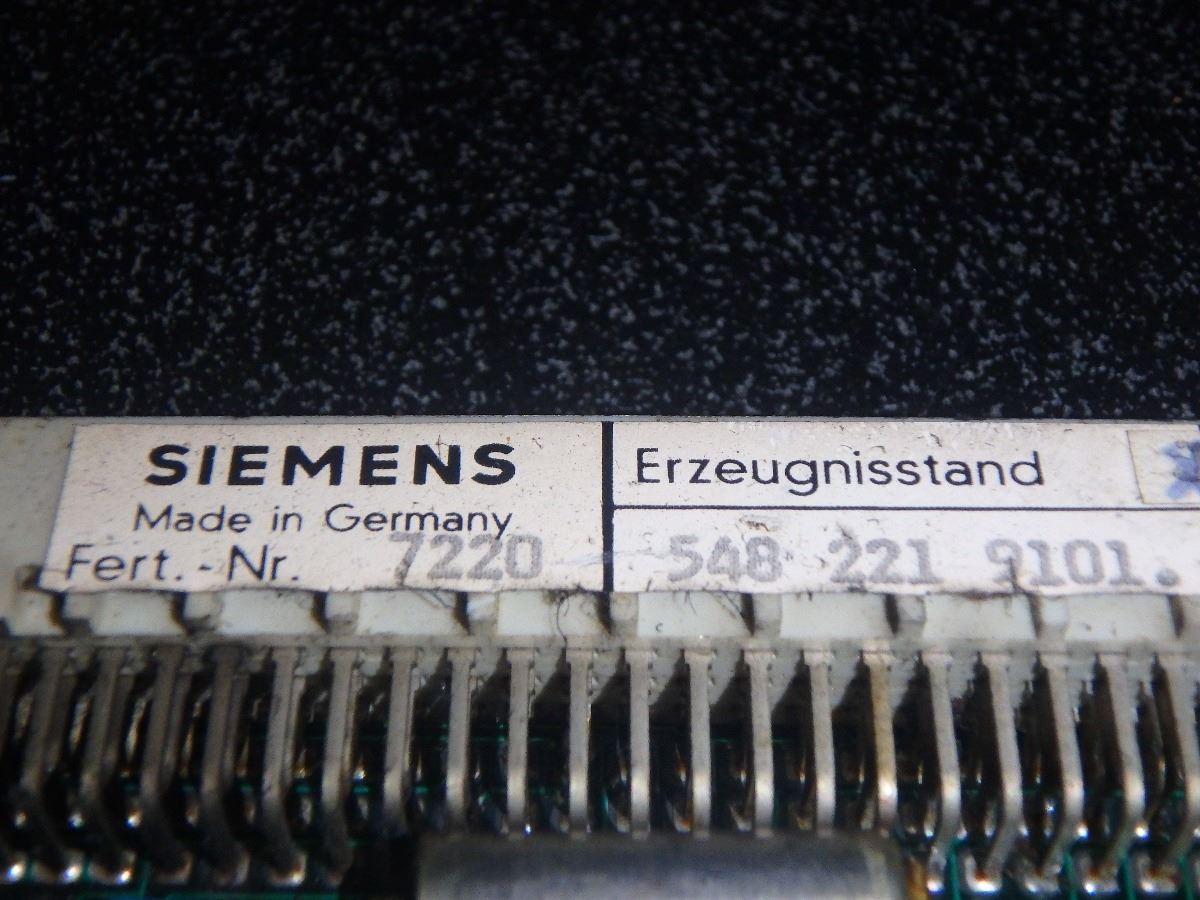 SIEMENS
Made in Germany
Fert.-Nr. 7220
Erzeugnisstand
548 221 9101.